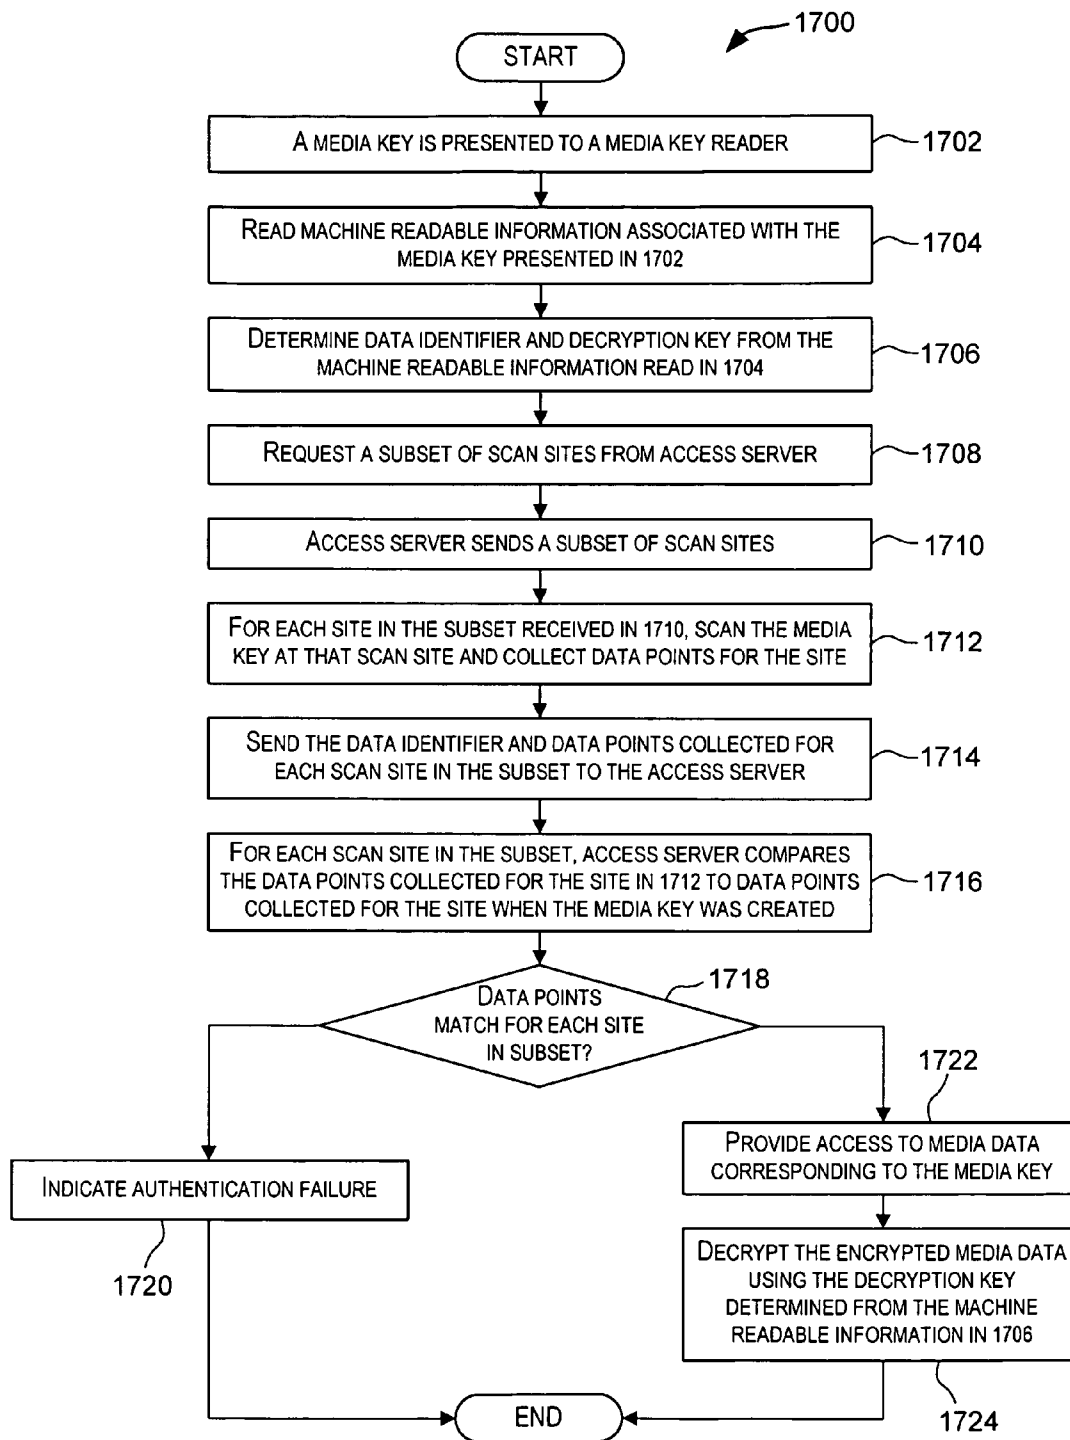 1700
START
A MEDIA KEY IS PRESENTED TO A MEDIA KEY READER
1702
READ MACHINE READABLE INFORMATION ASSOCIATED WITH THE
MEDIA KEY PRESENTED IN 1702
1704
DETERMINE DATA IDENTIFIER AND DECRYPTION KEY FROM THE
MACHINE READABLE INFORMATION READ IN 1704
1706
REQUEST A SUBSET OF SCAN SITES FROM ACCESS SERVER
1708
ACCESS SERVER SENDS A SUBSET OF SCAN SITES
1710
FOR EACH SITE IN THE SUBSET RECEIVED IN 1710, SCAN THE MEDIA
KEY AT THAT SCAN SITE AND COLLECT DATA POINTS FOR THE SITE
1712
SEND THE DATA IDENTIFIER AND DATA POINTS COLLECTED FOR
EACH SCAN SITE IN THE SUBSET TO THE ACCESS SERVER
1714
FOR EACH SCAN SITE IN THE SUBSET, ACCESS SERVER COMPARES
THE DATA POINTS COLLECTED FOR THE SITE IN 1712 TO DATA POINTS
COLLECTED FOR THE SITE WHEN THE MEDIA KEY WAS CREATED
1716
DATA POINTS
MATCH FOR EACH SITE
IN SUBSET?
1718
INDICATE AUTHENTICATION FAILURE
1720
1722
PROVIDE ACCESS TO MEDIA DATA
CORRESPONDING TO THE MEDIA KEY
DECRYPT THE ENCRYPTED MEDIA DATA
USING THE DECRYPTION KEY
DETERMINED FROM THE MACHINE
READABLE INFORMATION IN 1706
1724
END